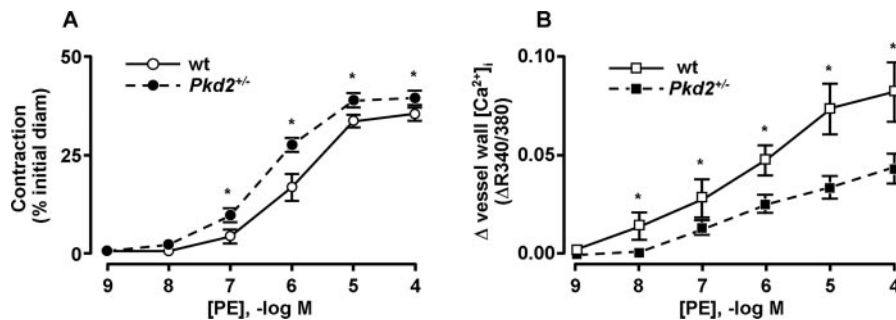 A
50
wt
Pkd2+/-
25
0
Contraction
(% initial diam)
* * * * *
9 8 7 6 5 4
[PE], -log M
B
0.10
wt
Pkd2+/-
0.05
0.00
Δ vessel wall [Ca2+]i
(ΔR340/380)
* * * * * *
9 8 7 6 5 4
[PE], -log M